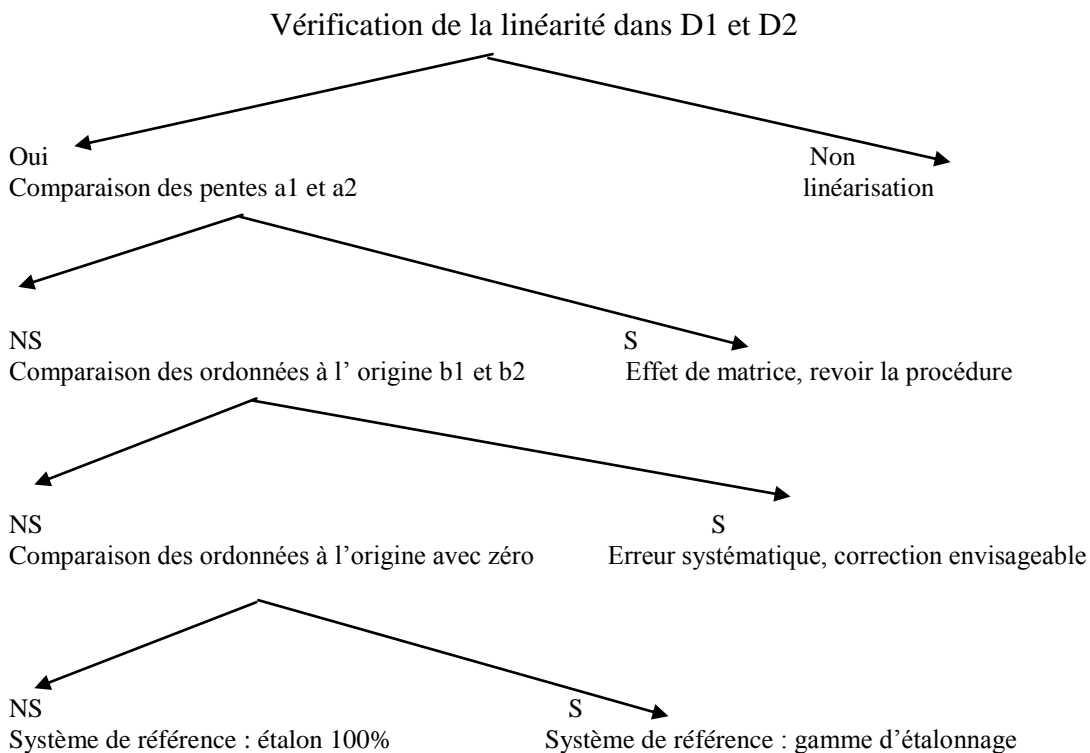 Vérification de la linéarité dans D1 et D2
Oui Non
Comparaison des pentes a1 et a2 linéarisation
NS S
Comparaison des ordonnées à l’ origine b1 et b2 Effet de matrice, revoir la procédure
NS S
Comparaison des ordonnées à l’origine avec zéro Erreur systématique, correction envisageable
NS S
Système de référence : étalon 100% Système de référence : gamme d’étalonnage